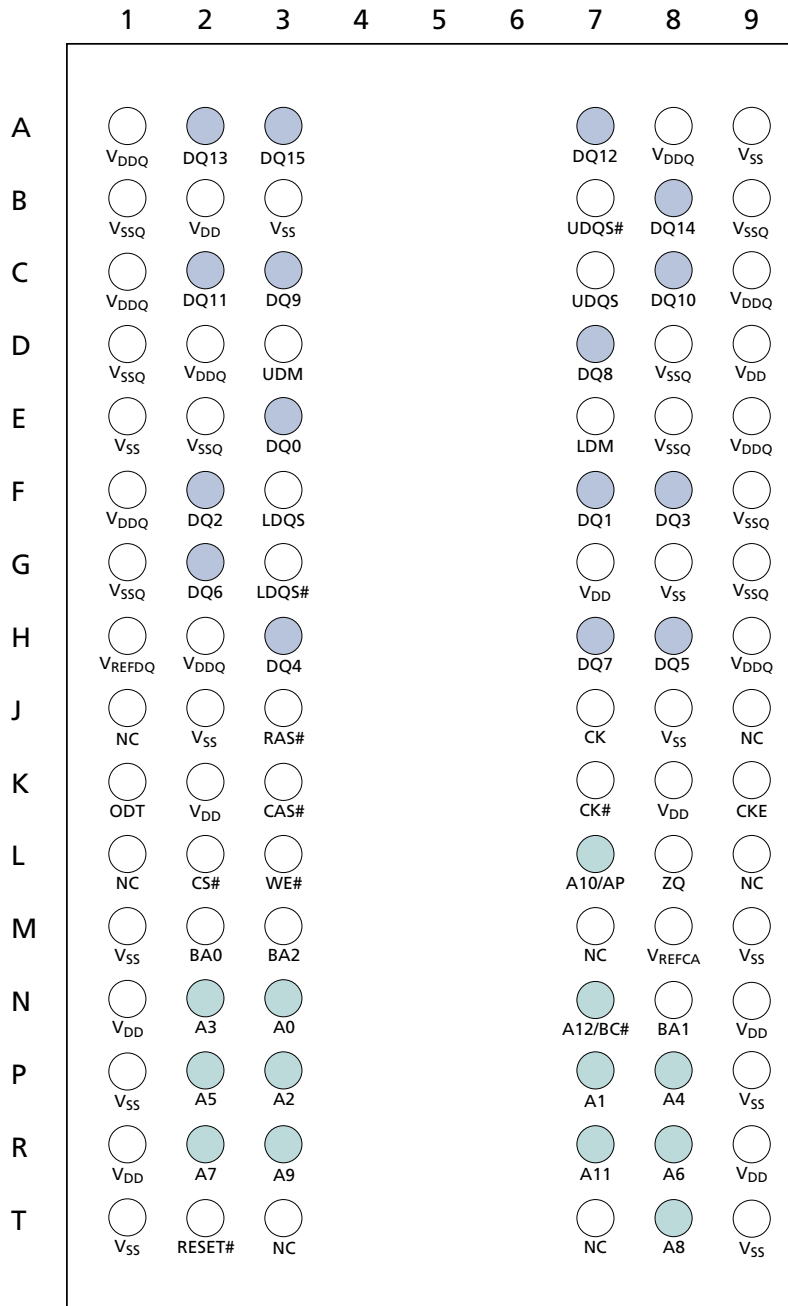 1 2 3 4 5 6 7 8 9
A
VDDQ DQ13 DQ15 DQ12 VDDQ VSS
B
VSSQ VDD VSS UDQS# DQ14 VSSQ
C
VDDQ DQ11 DQ9 UDQS DQ10 VDDQ
D
VSSQ VDDQ UDM DQ8 VSSQ VDD
E
VSS VSSQ DQ0 LDM VSSQ VDDQ
F
VDDQ DQ2 LDQS DQ1 DQ3 VSSQ
G
VSSQ DQ6 LDQS# VDD VSS VSSQ
H
VREFDQ VDDQ DQ4 DQ7 DQ5 VDDQ
J
NC VSS RAS# CK VSS NC
K
ODT VDD CAS# CK# VDD CKE
L
NC CS# WE# A10/AP ZQ NC
M
VSS BA0 BA2 NC VREFCA VSS
N
VDD A3 A0 A12/BC# BA1 VDD
P
VSS A5 A2 A1 A4 VSS
R
VDD A7 A9 A11 A6 VDD
T
VSS RESET# NC NC A8 VSS